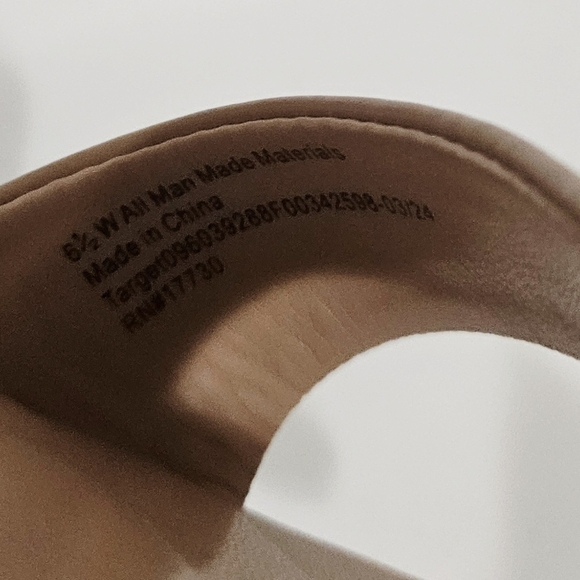 6½ W All Man Made Materials
Made in China
Target096039288F00342598-03/24
RN#17730